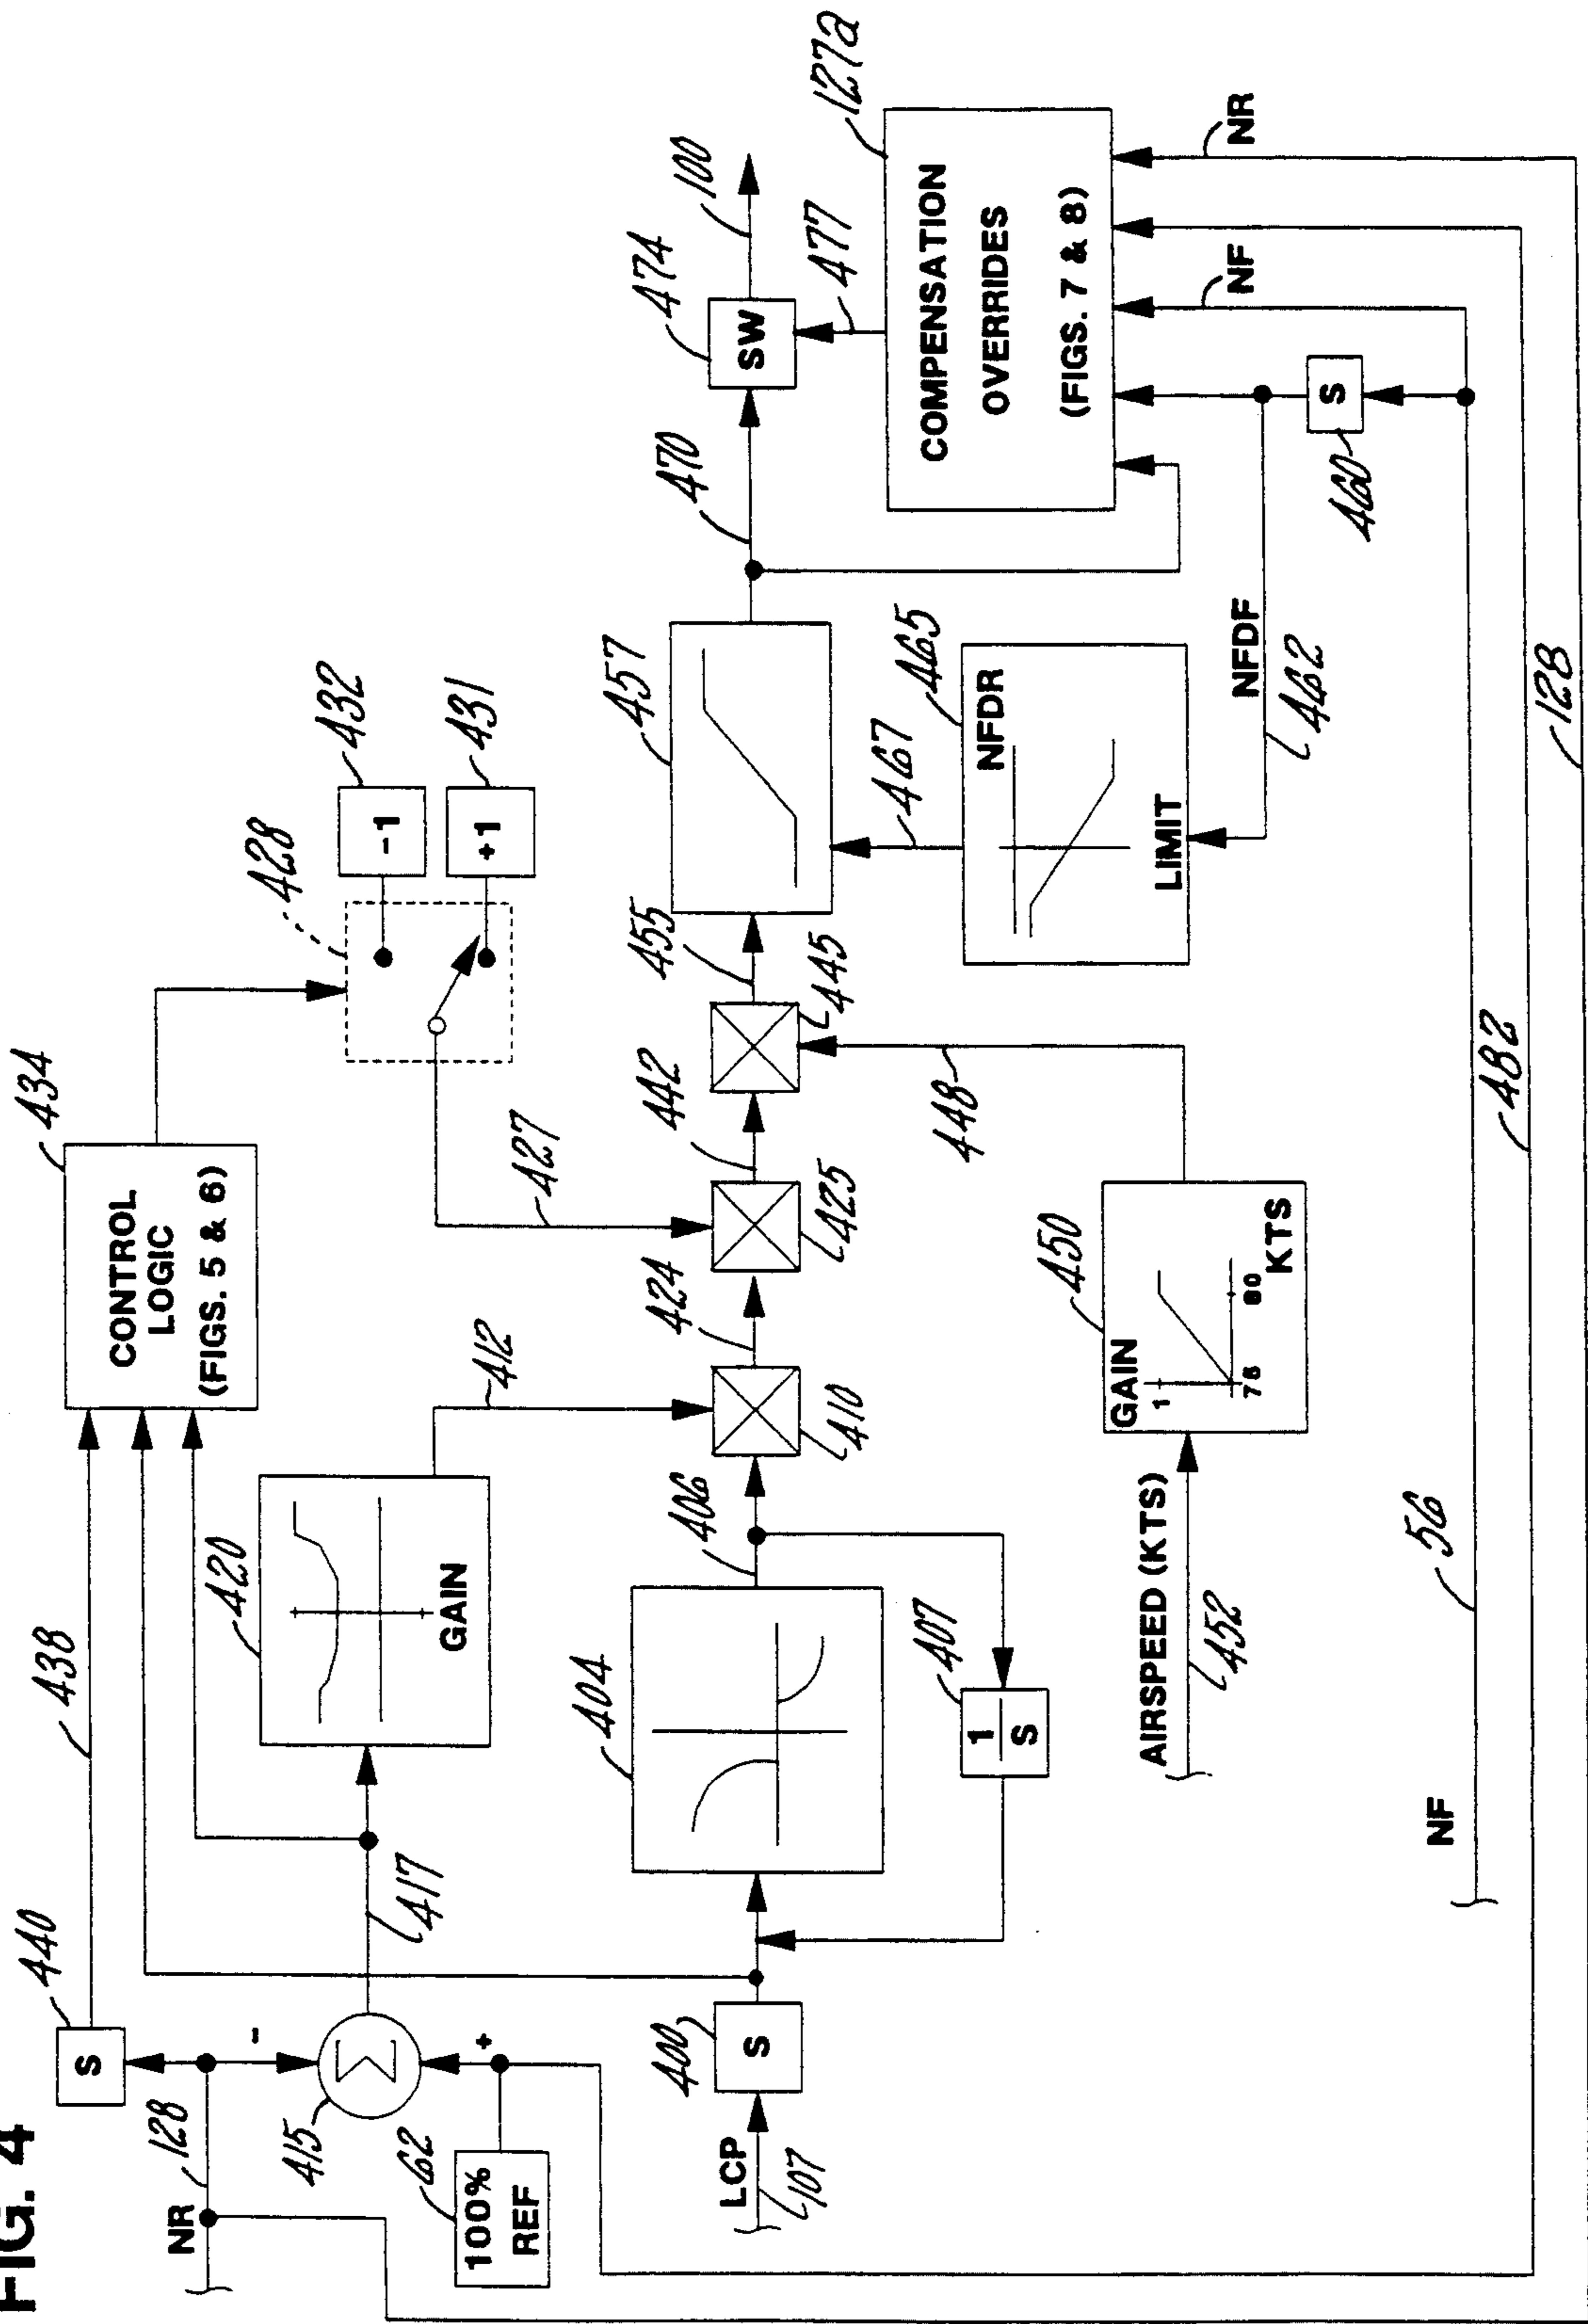 FIG. 4
NR
128
S
440
438
-
415
Σ
+
62
100%
REF
417
420
GAIN
412
CONTROL
LOGIC
(FIGS. 5 & 6)
434
428
-1
432
+1
431
427
LCP
107
400
S
404
406
407
1
S
410
424
425
442
445
455
457
470
474
SW
100
477
127a
COMPENSATION
OVERRIDES
(FIGS. 7 & 8)
448
450
GAIN
1
76
80
KTS
AIRSPEED (KTS)
452
467
465
NFDR
LIMIT
NFDF
462
460
S
NF
NR
NF
56
482
128